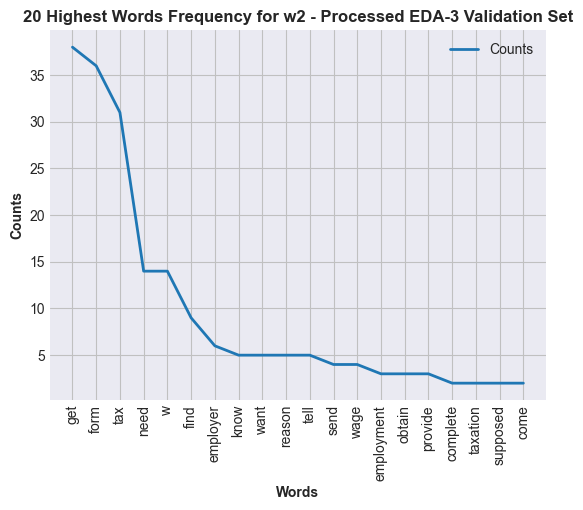 20 Highest Words Frequency for w2 - Processed EDA-3 Validation Set
Counts
35
30
25
20
15
10
5
Counts
get
form
tax
need
w
find
employer
know
want
reason
tell
send
wage
employment
obtain
provide
complete
taxation
supposed
come
Words